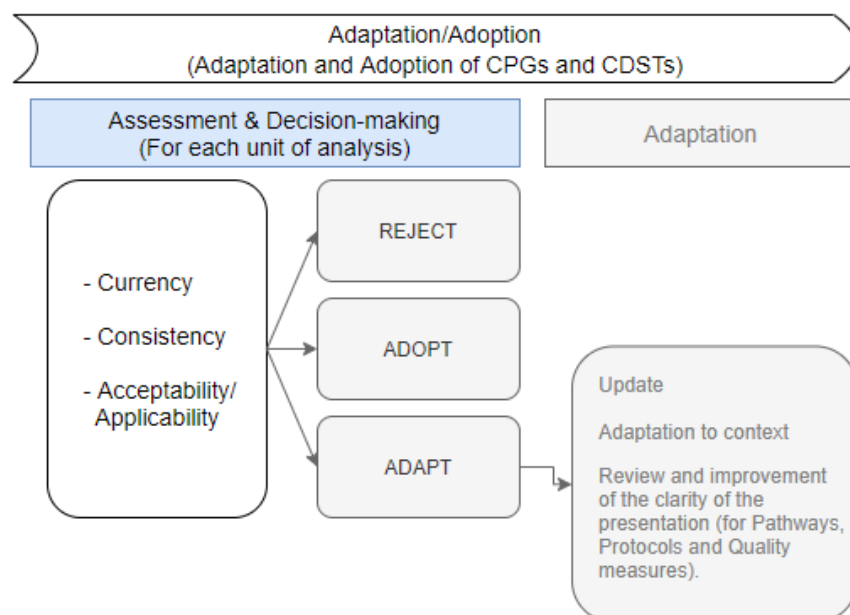 Adaptation/Adoption
(Adaptation and Adoption of CPGs and CDSTs)
Assessment & Decision-making
(For each unit of analysis)
Adaptation
- Currency
- Consistency
- Acceptability/
Applicability
REJECT
ADOPT
ADAPT
Update
Adaptation to context
Review and improvement
of the clarity of the
presentation (for Pathways,
Protocols and Quality
measures).